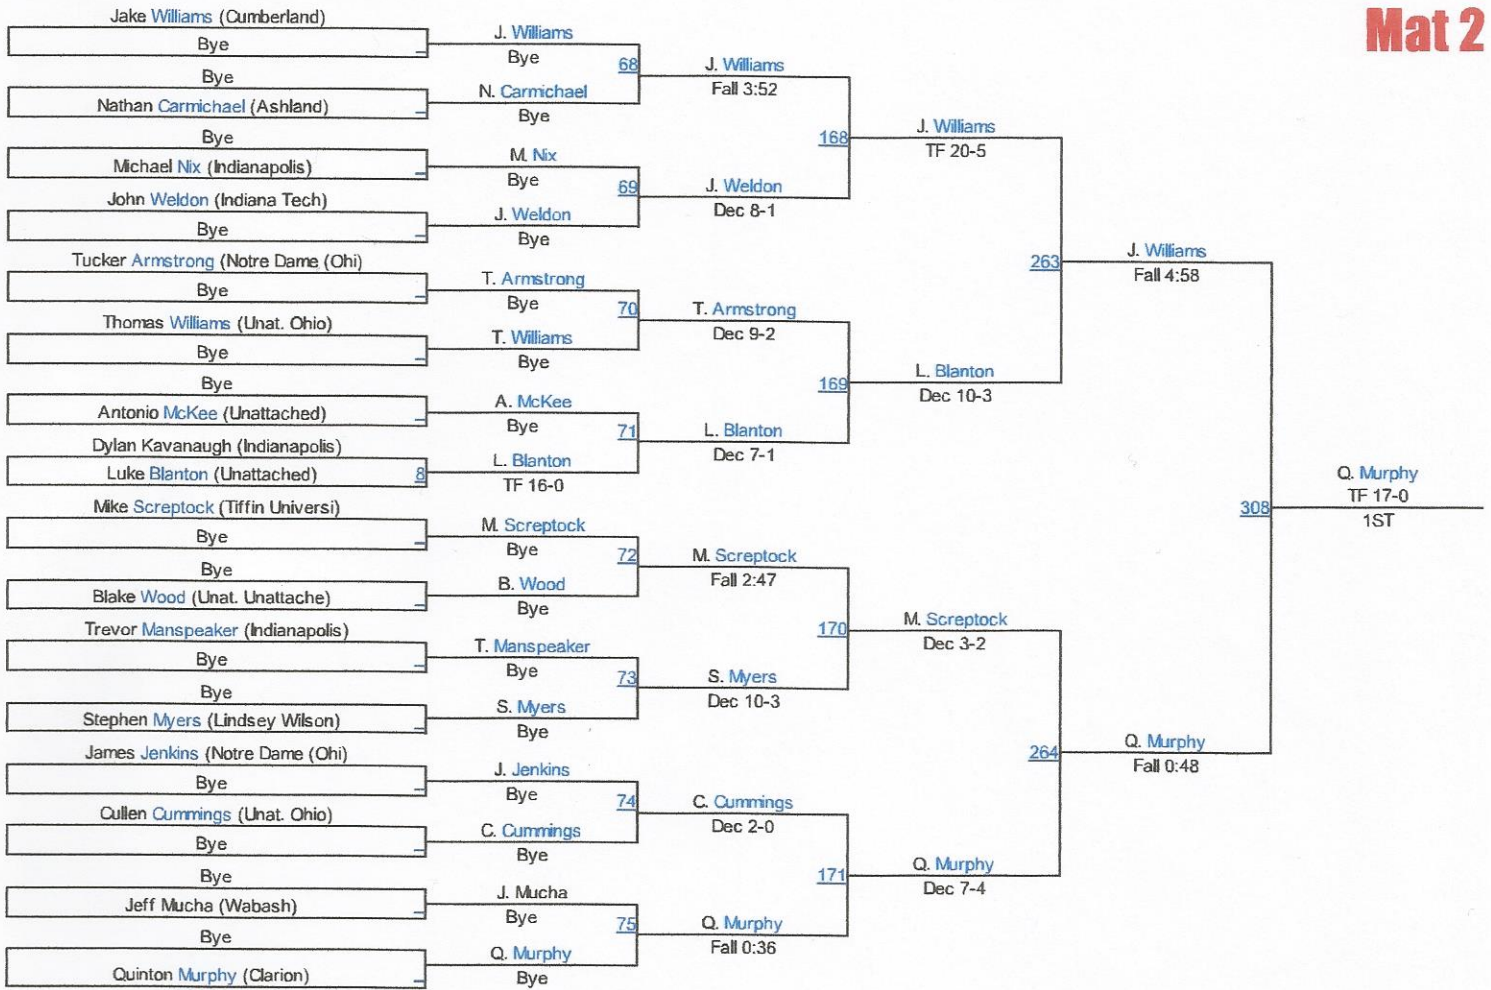 Mat 2
Jake Williams (Cumberland)
Bye
Bye
Nathan Carmichael (Ashland)
Bye
Michael Nix (Indianapolis)
John Weldon (Indiana Tech)
Bye
Tucker Armstrong (Notre Dame (Ohi)
Bye
Thomas Williams (Unat. Ohio)
Bye
Bye
Antonio McKee (Unattached)
Dylan Kavanaugh (Indianapolis)
Luke Blanton (Unattached) 8
Mike Screptock (Tiffin Universi)
Bye
Bye
Blake Wood (Unat. Unattache)
Trevor Manspeaker (Indianapolis)
Bye
Bye
Stephen Myers (Lindsey Wilson)
James Jenkins (Notre Dame (Ohi)
Bye
Cullen Cummings (Unat. Ohio)
Bye
Bye
Jeff Mucha (Wabash)
Bye
Quinton Murphy (Clarion)
J. Williams
Bye
68
N. Carmichael
Bye
M. Nix
Bye
69
J. Weldon
Bye
T. Armstrong
Bye
70
T. Williams
Bye
A. McKee
Bye
71
L. Blanton
TF 16-0
M. Screptock
Bye
72
B. Wood
Bye
T. Manspeaker
Bye
73
S. Myers
Bye
J. Jenkins
Bye
74
C. Cummings
Bye
J. Mucha
Bye
75
Q. Murphy
Bye
J. Williams
Fall 3:52
168
J. Weldon
Dec 8-1
T. Armstrong
Dec 9-2
169
L. Blanton
Dec 7-1
M. Screptock
Fall 2:47
170
S. Myers
Dec 10-3
C. Cummings
Dec 2-0
171
Q. Murphy
Fall 0:36
J. Williams
TF 20-5
263
L. Blanton
Dec 10-3
M. Screptock
Dec 3-2
264
Q. Murphy
Dec 7-4
J. Williams
Fall 4:58
308
Q. Murphy
Fall 0:48
Q. Murphy
TF 17-0
1ST